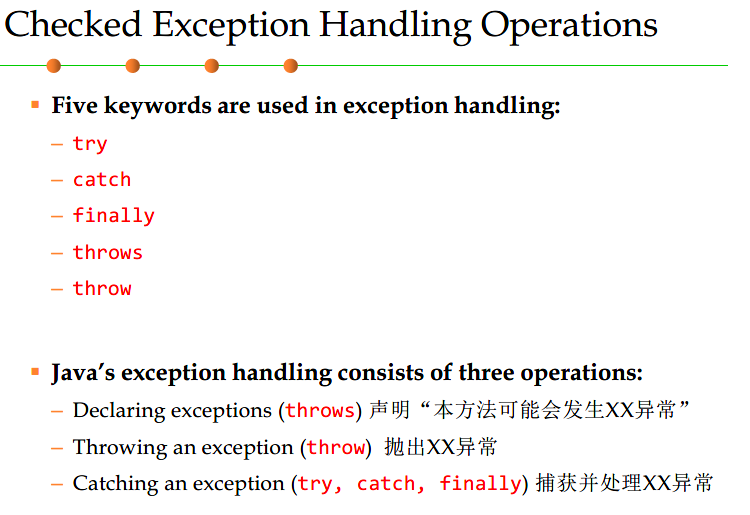 Checked Exception Handling Operations
▪ Five keywords are used in exception handling:
– try
– catch
– finally
– throws
– throw
▪ Java’s exception handling consists of three operations:
– Declaring exceptions (throws) 声明“本方法可能会发生XX异常”
– Throwing an exception (throw) 抛出XX异常
– Catching an exception (try, catch, finally) 捕获并处理XX异常